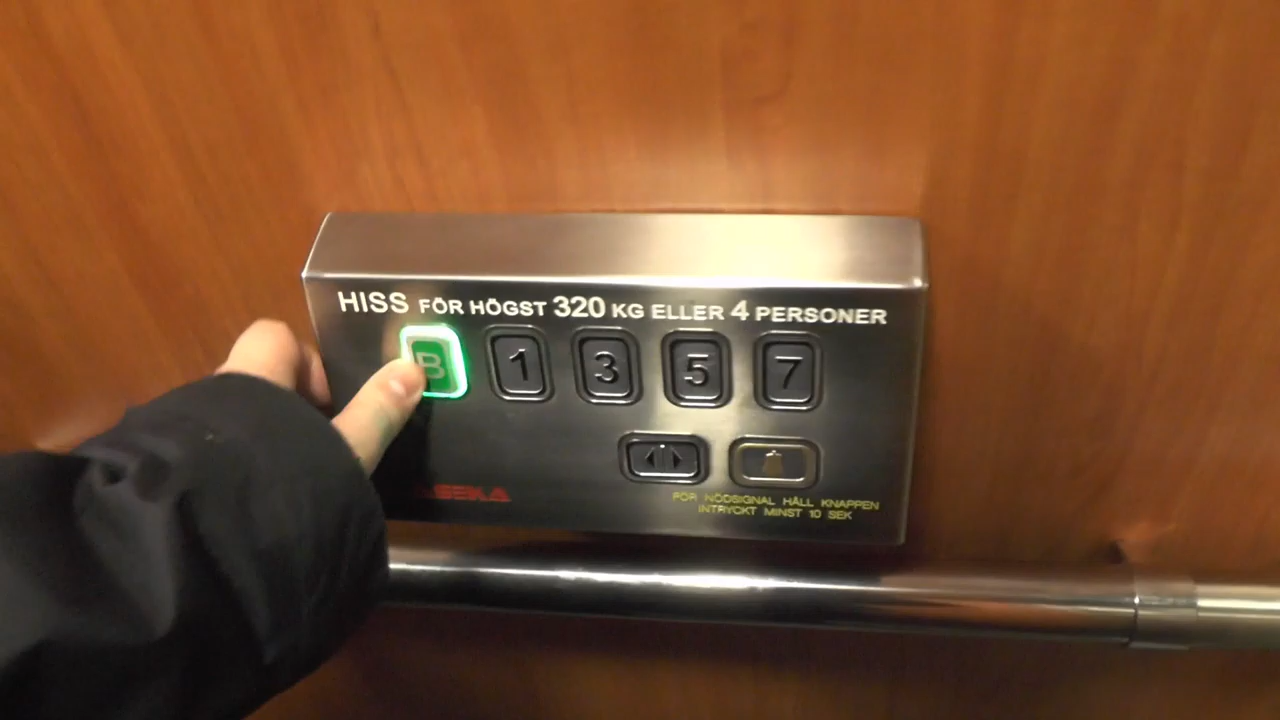 HISS FÖR HÖGST 320 KG ELLER 4 PERSONER
B 1 3 5 7
FÖR NÖDSIGNAL HÅLL KNAPPEN
INTRYCKT MINST 10 SEK